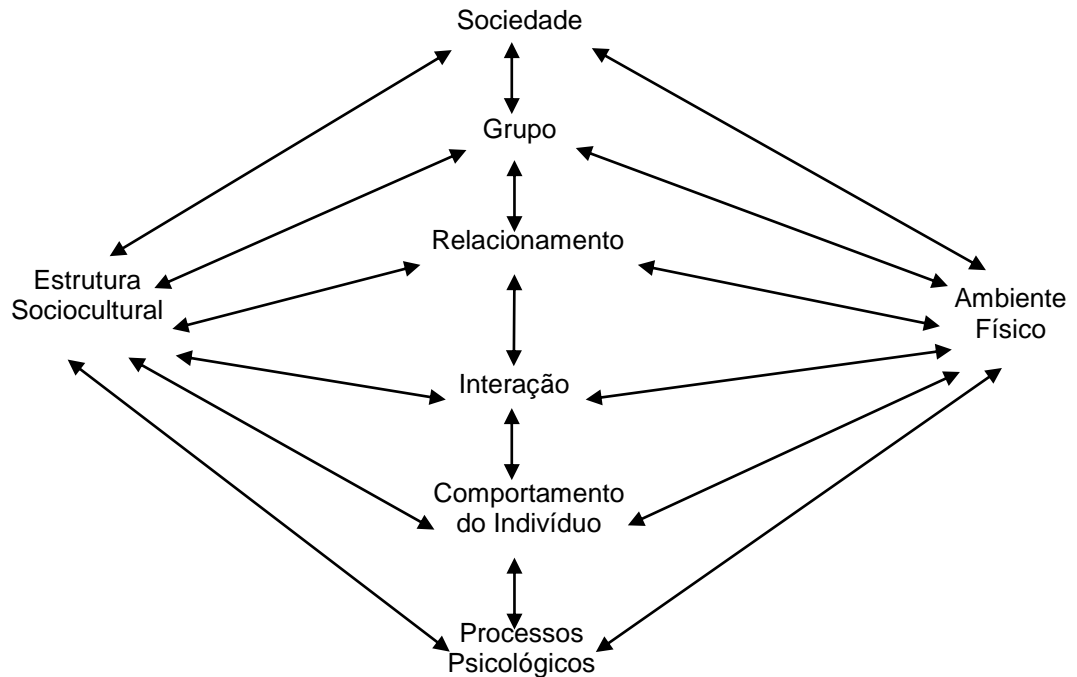 Sociedade
Grupo
Relacionamento
Estrutura
Sociocultural
Ambiente
Físico
Interação
Comportamento
do Indivíduo
Processos
Psicológicos